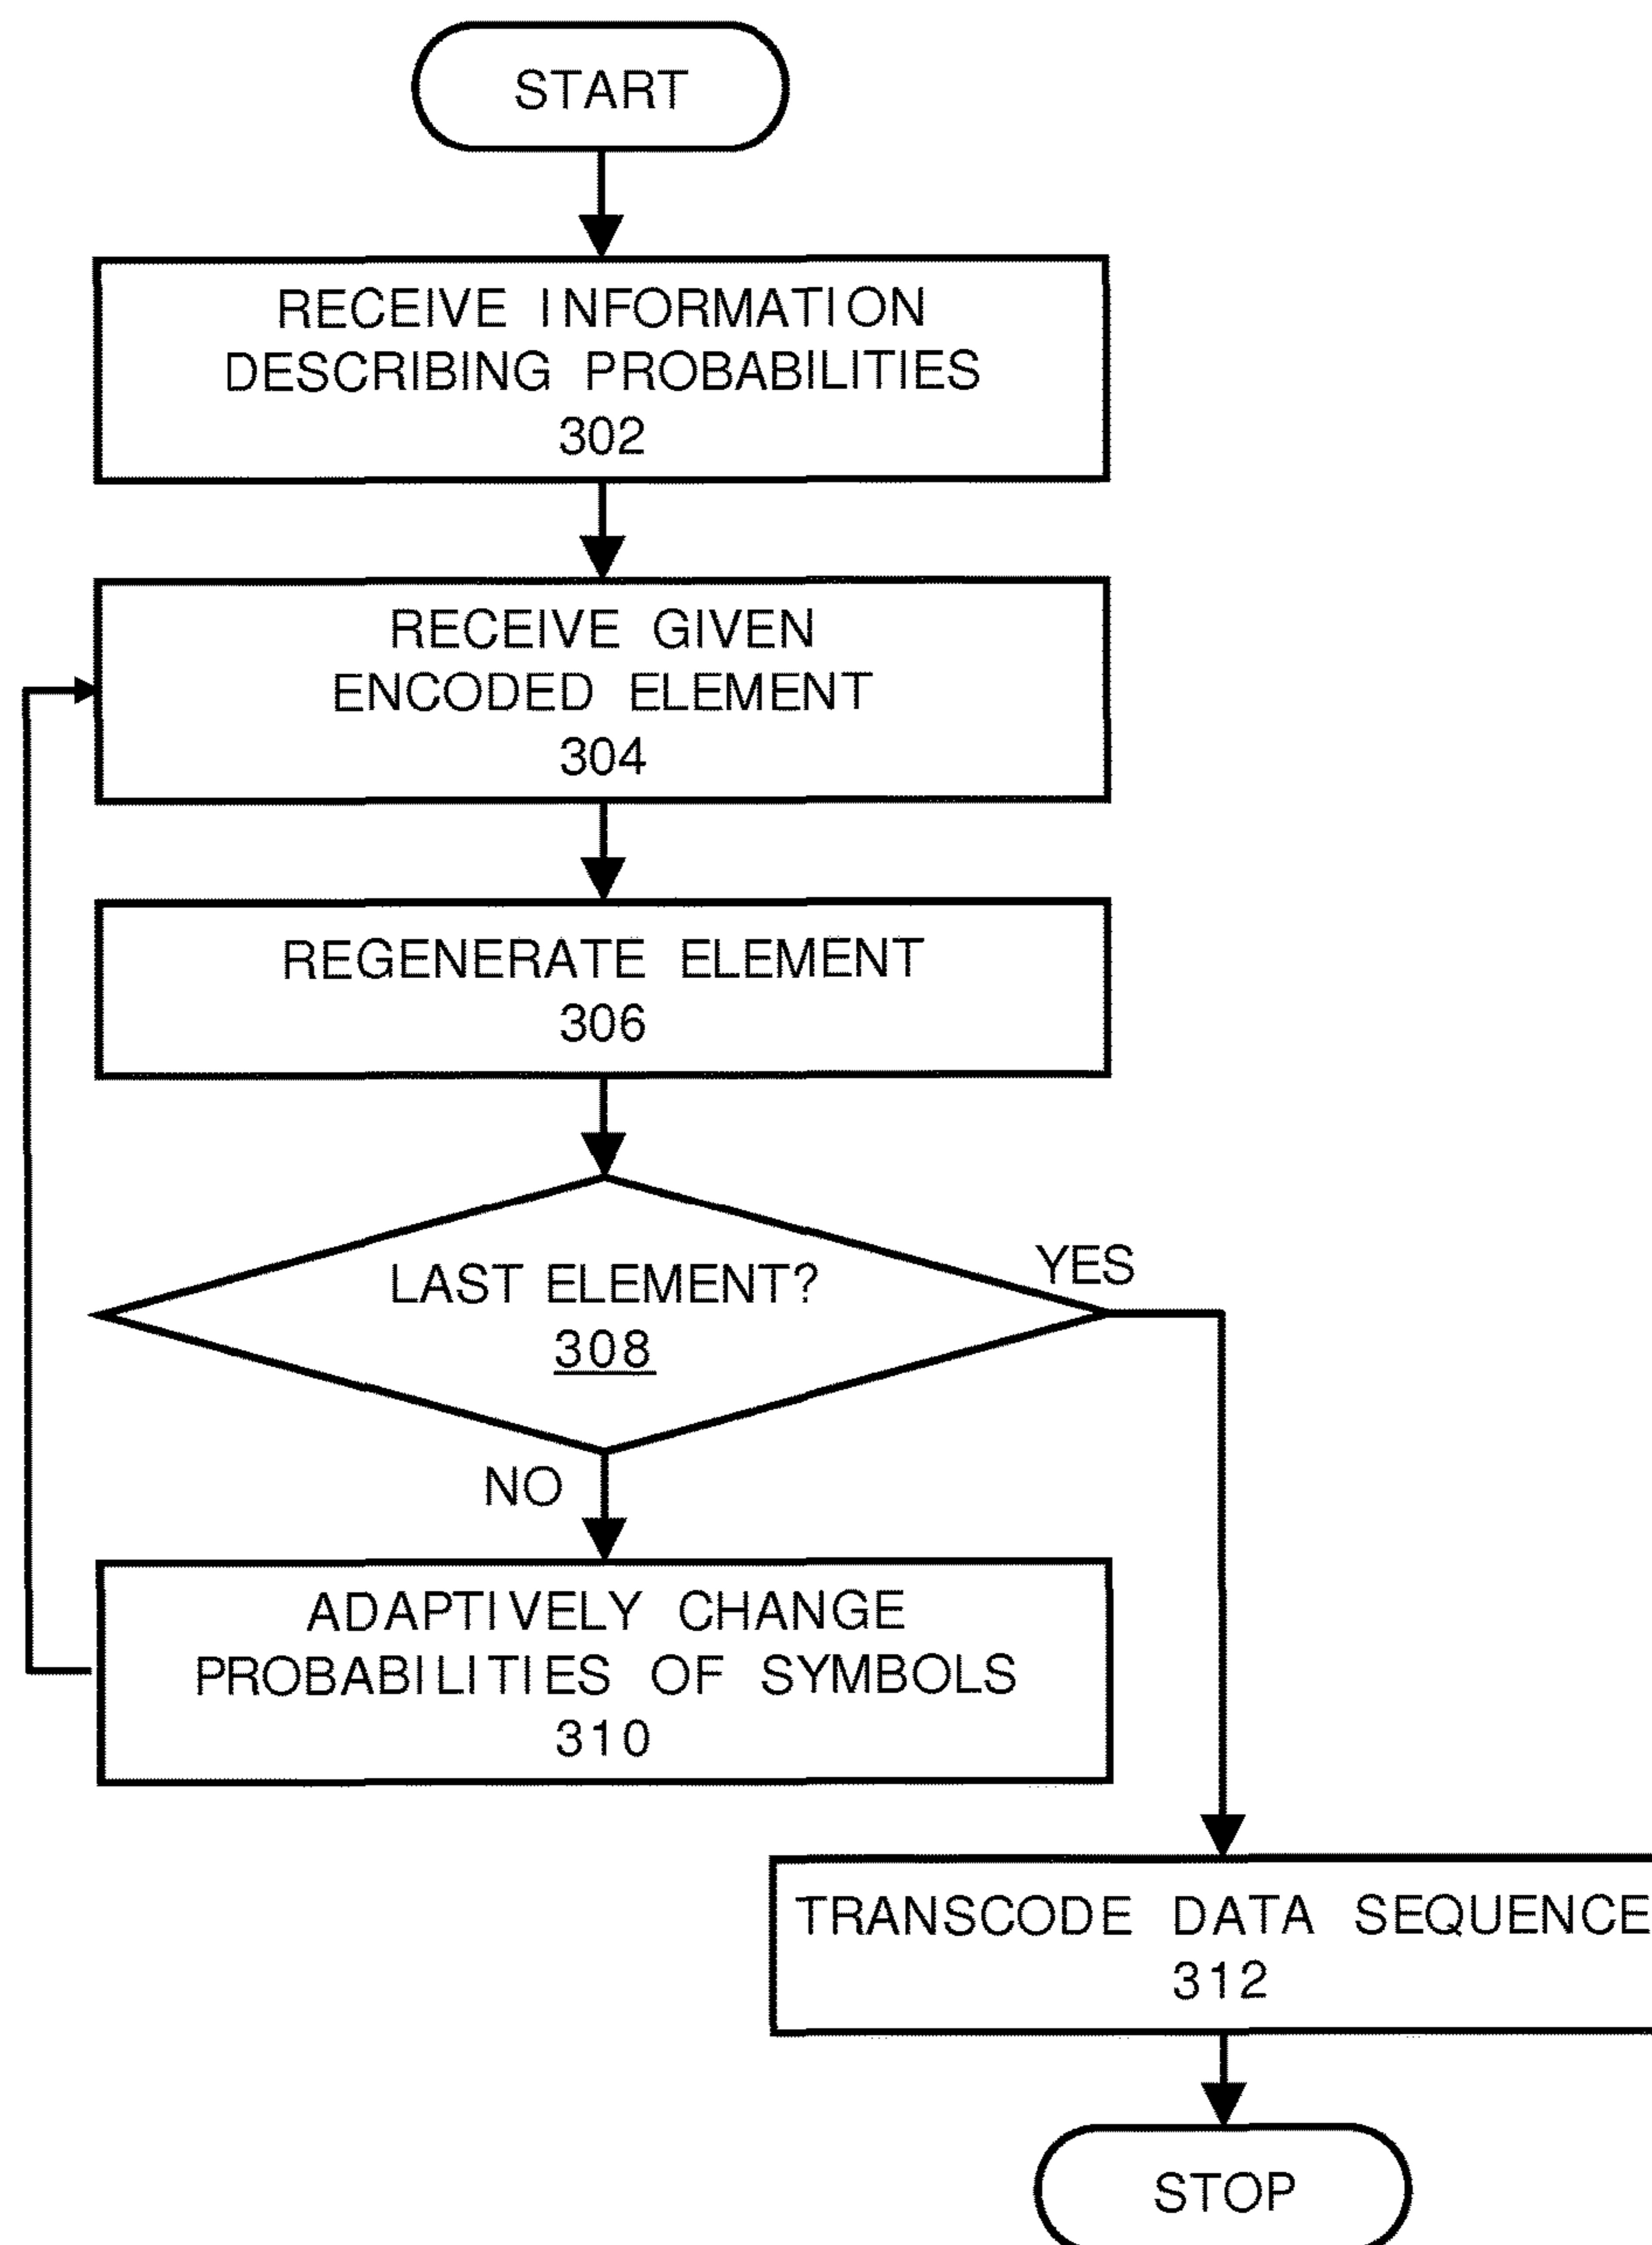 START
RECEIVE INFORMATION
DESCRIBING PROBABILITIES
302
RECEIVE GIVEN
ENCODED ELEMENT
304
REGENERATE ELEMENT
306
LAST ELEMENT?
308
YES
NO
ADAPTIVELY CHANGE
PROBABILITIES OF SYMBOLS
310
TRANSCODE DATA SEQUENCE
312
STOP